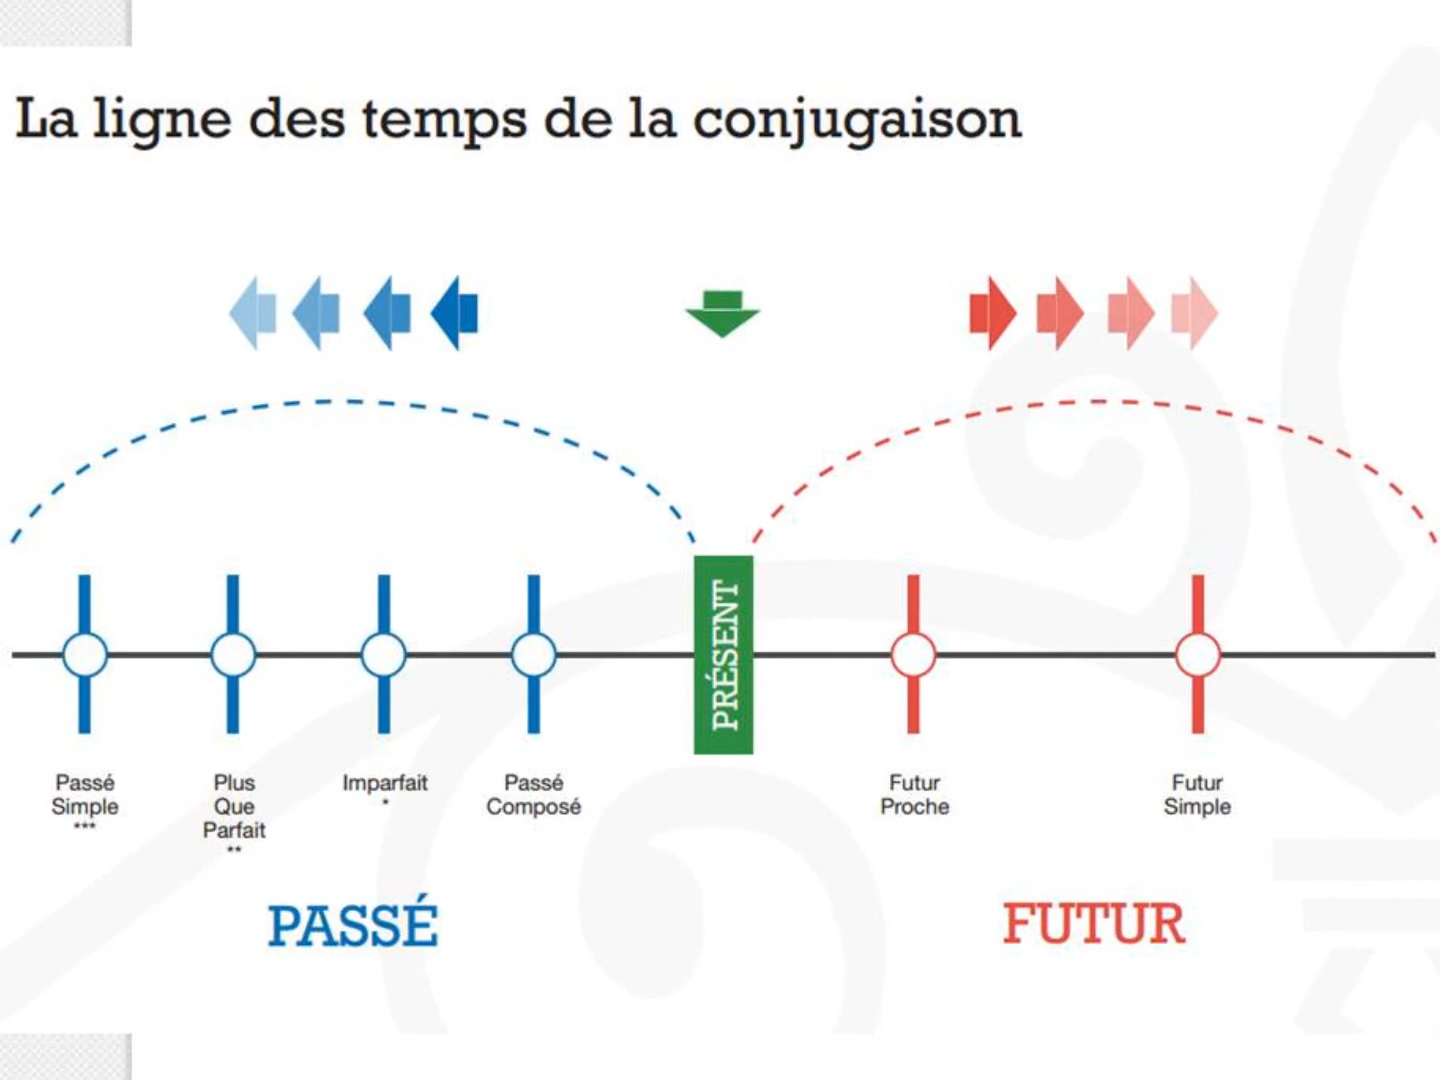 La ligne des temps de la conjugaison
PRÉSENT
Passé
Simple
***
Plus
Que
Parfait
**
Imparfait
*
Passé
Composé
Futur
Proche
Futur
Simple
PASSÉ
FUTUR